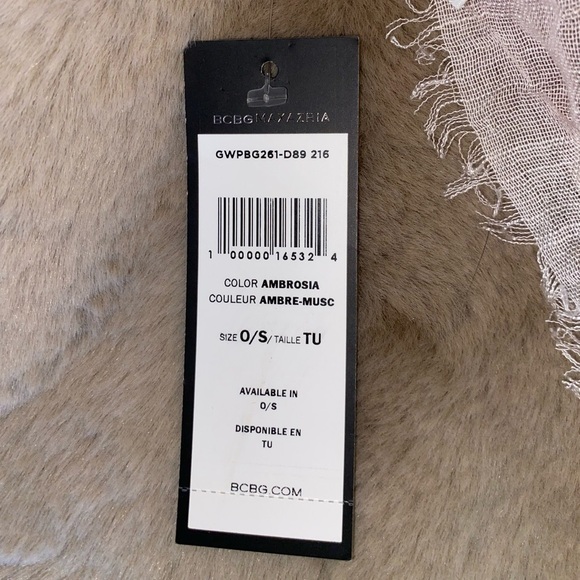 BCBGMAXAZRIA
GWPBG261-D89 216
1 00000 16532 4
COLOR AMBROSIA
COULEUR AMBRE-MUSC
SIZE O/S/ TAILLE TU
AVAILABLE IN
O/S
DISPONIBLE EN
TU
BCBG.COM